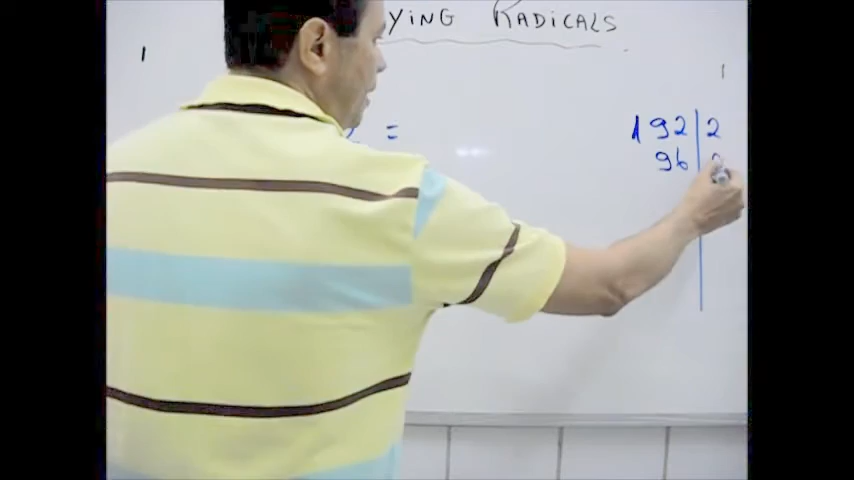 YING RADICALS
=
192 | 2
96